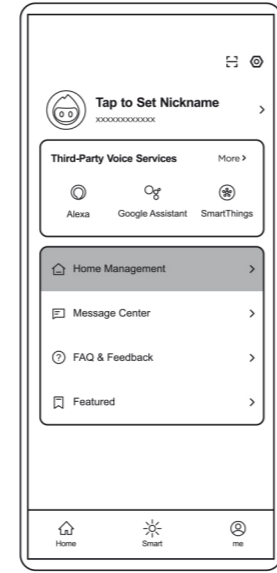 Tap to Set Nickname
xxxxxxxxxxxx
Third-Party Voice Services More
Alexa Google Assistant SmartThings
Home Management
Message Center
FAQ & Feedback
Featured
Home Smart me